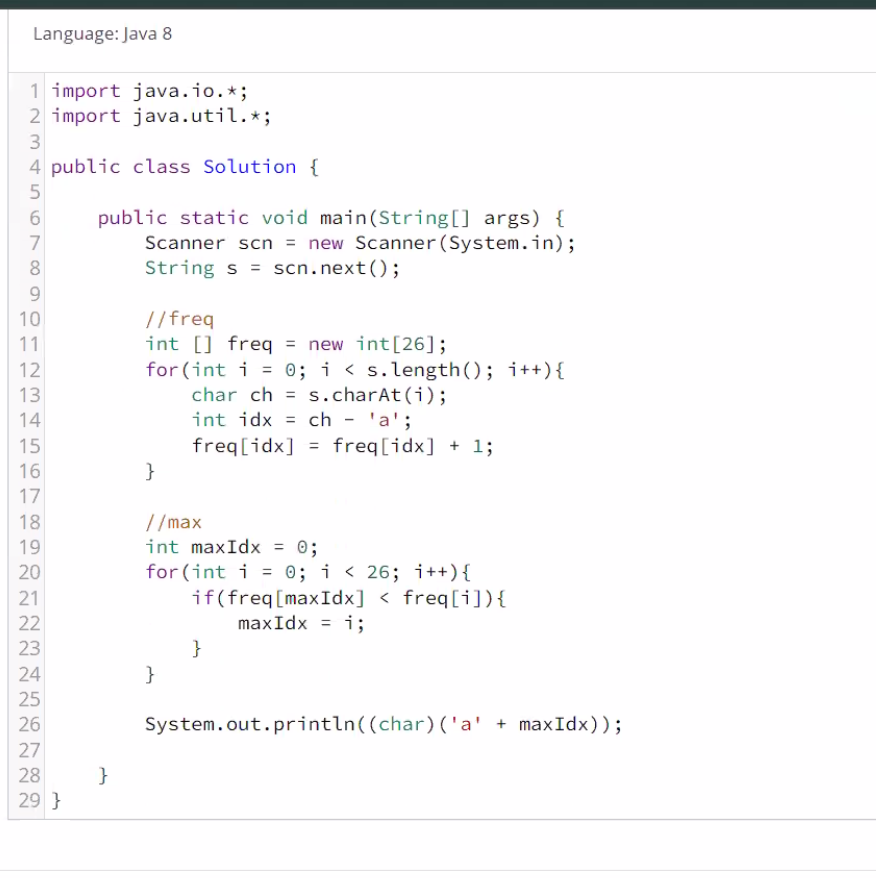 Language: Java 8
1 import java.io.*;
2 import java.util.*;
3
4 public class Solution {
5
6     public static void main(String[] args) {
7         Scanner scn = new Scanner(System.in);
8         String s = scn.next();
9
10         //freq
11         int [] freq = new int[26];
12         for(int i = 0; i < s.length(); i++){
13             char ch = s.charAt(i);
14             int idx = ch - 'a';
15             freq[idx] = freq[idx] + 1;
16         }
17
18         //max
19         int maxIdx = 0;
20         for(int i = 0; i < 26; i++){
21             if(freq[maxIdx] < freq[i]){
22                 maxIdx = i;
23             }
24         }
25
26         System.out.println((char)('a' + maxIdx));
27
28     }
29 }